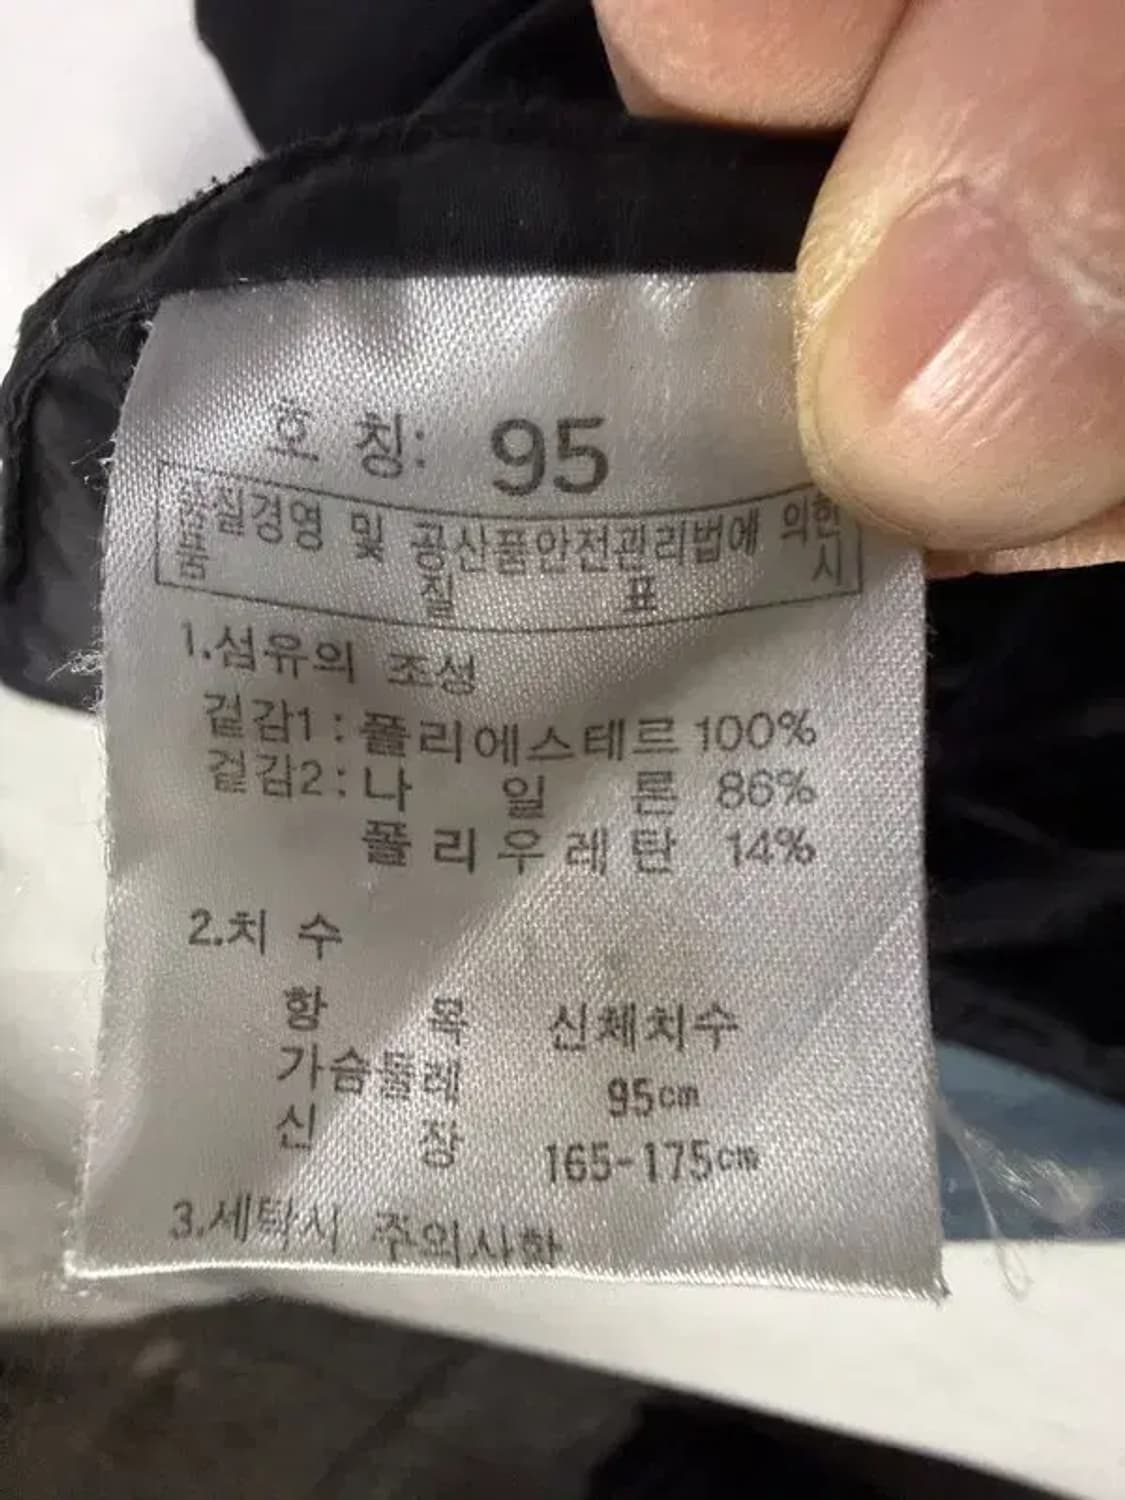 호 칭: 95
품질경영 및 공산품안전관리법에 의한
품 질 표 시
1.섬유의 조성
겉감1 : 폴리에스테르 100%
겉감2 : 나 일 론 86%
폴 리 우 레 탄 14%
2.치 수
항 목 신체치수
가슴둘레 95cm
신 장 165-175cm
3.세탁시 주의사항